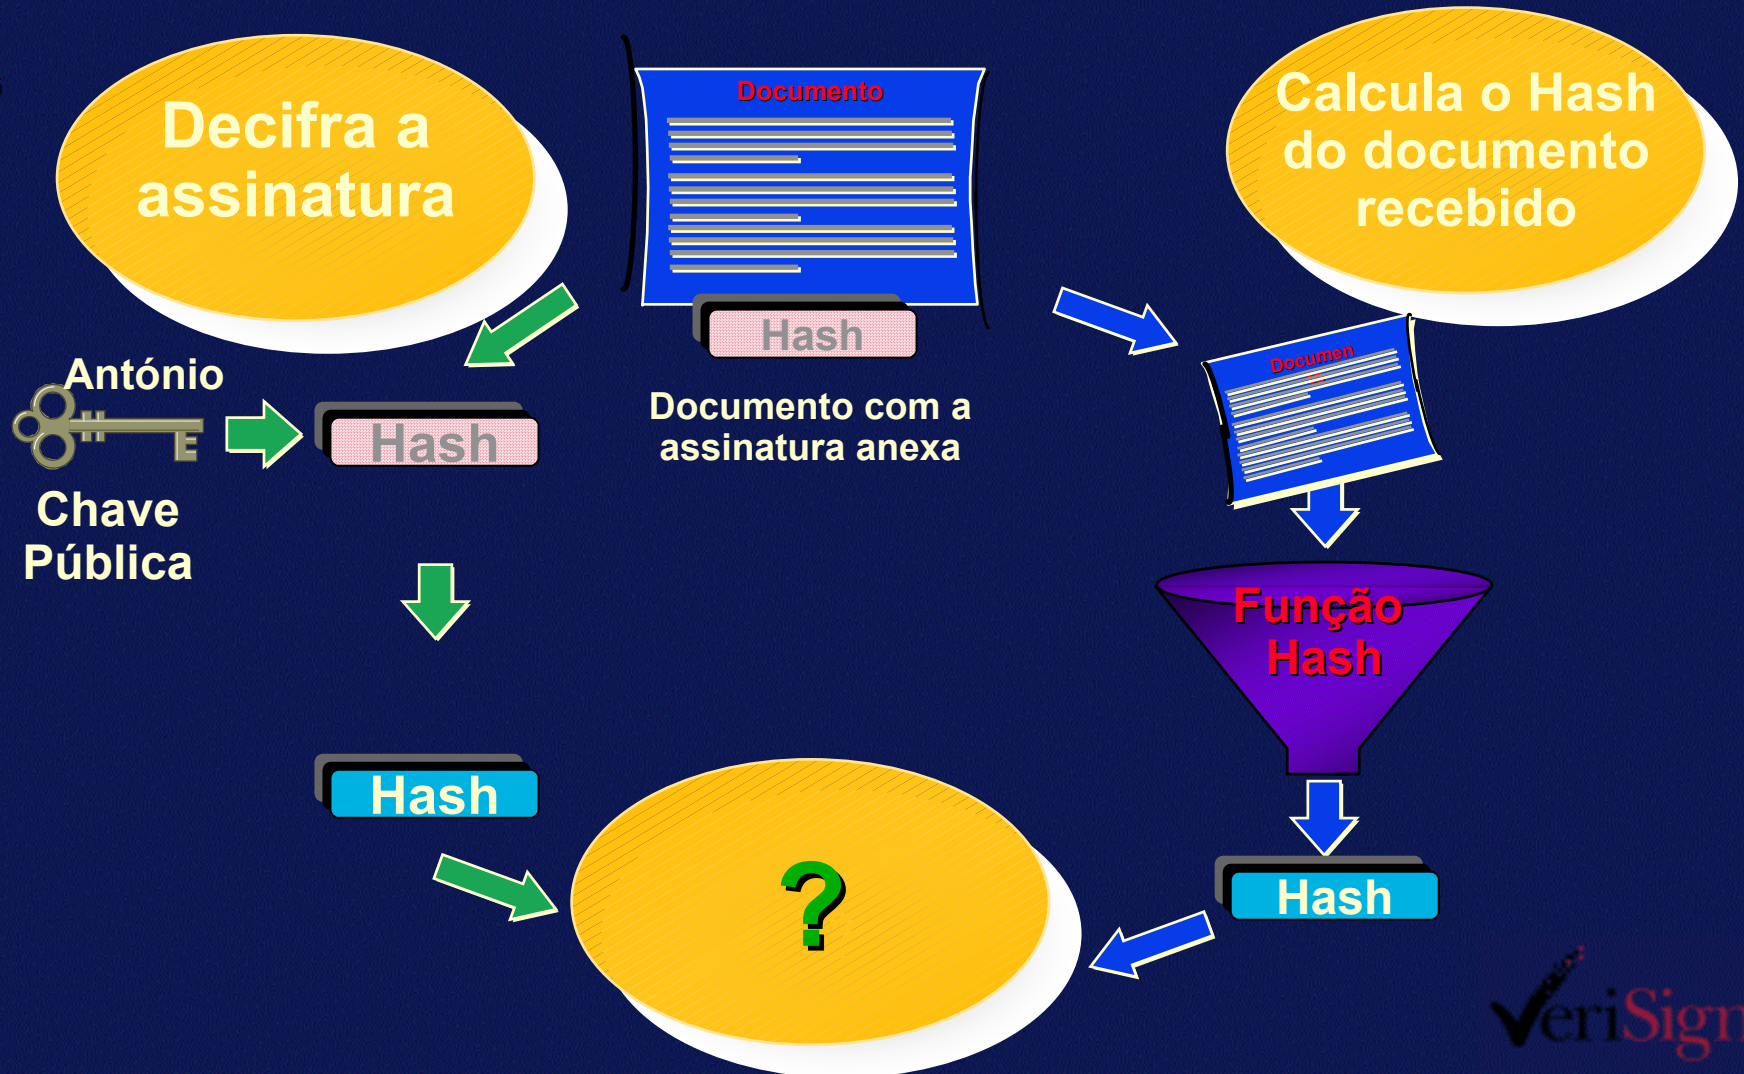 Decifra a
assinatura
Documento
Hash
Documento com a
assinatura anexa
Calcula o Hash
do documento
recebido
António
Chave
Pública
Hash
Documen
Função
Hash
Hash
Hash
?
VeriSign